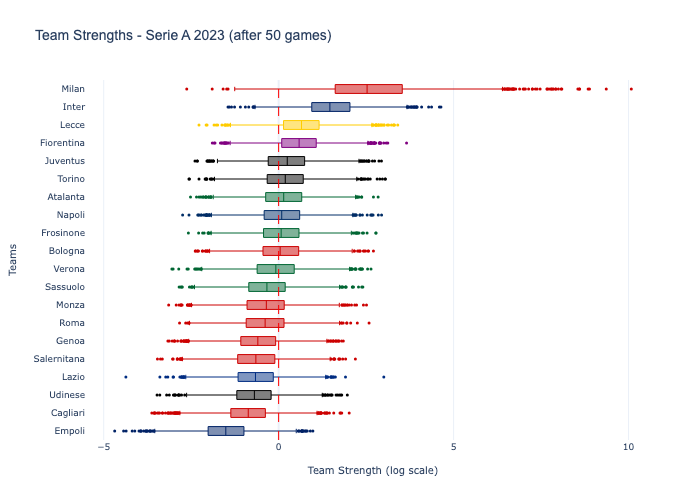 Team Strengths - Serie A 2023 (after 50 games)
Teams
Milan
Inter
Lecce
Fiorentina
Juventus
Torino
Atalanta
Napoli
Frosinone
Bologna
Verona
Sassuolo
Monza
Roma
Genoa
Salernitana
Lazio
Udinese
Cagliari
Empoli
−5 0 5 10
Team Strength (log scale)